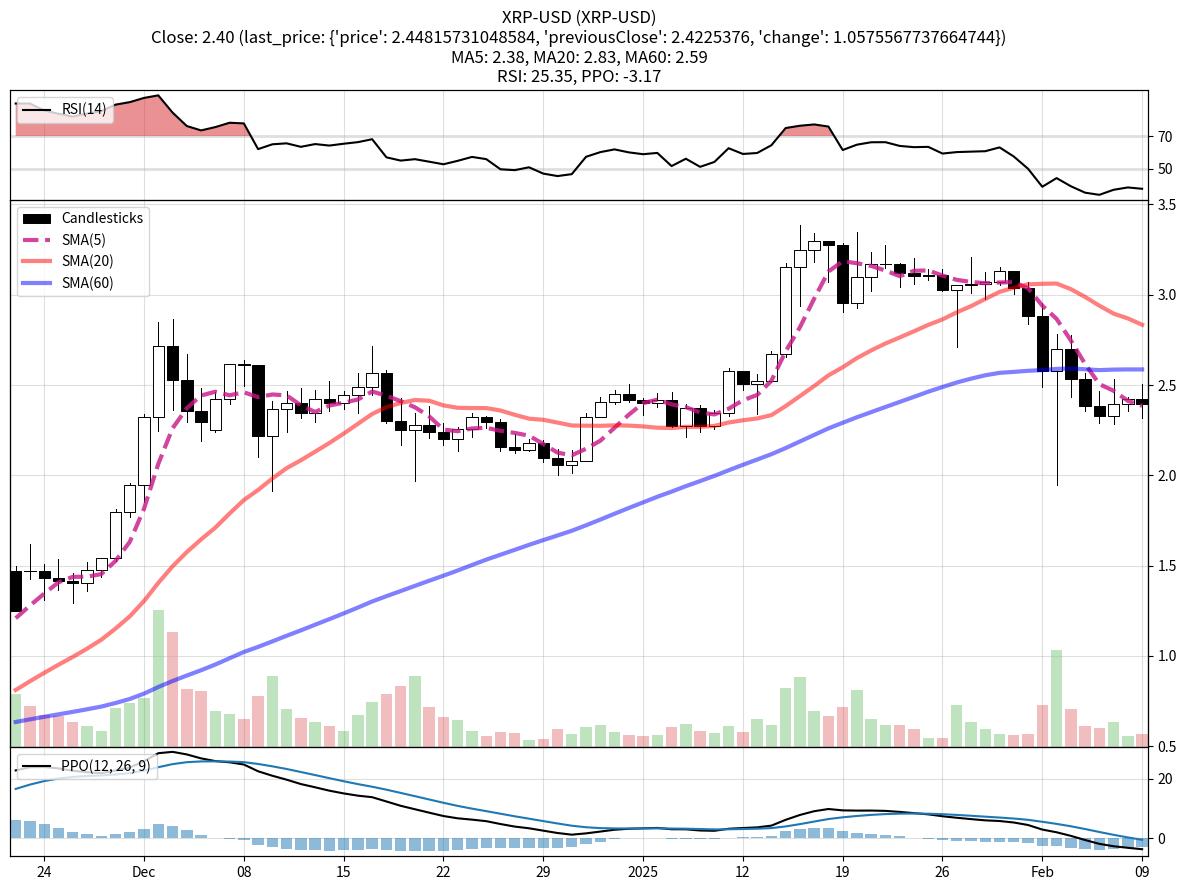 XRP-USD (XRP-USD)
Close: 2.40 (last_price: {'price': 2.44815731048584, 'previousClose': 2.4225376, 'change': 1.0575567737664744})
MA5: 2.38, MA20: 2.83, MA60: 2.59
RSI: 25.35, PPO: -3.17
RSI(14)
70
50
Candlesticks
SMA(5)
SMA(20)
SMA(60)
3.5
3.0
2.5
2.0
1.5
1.0
0.5
PPO(12, 26, 9)
20
0
24 Dec 08 15 22 29 2025 12 19 26 Feb 09